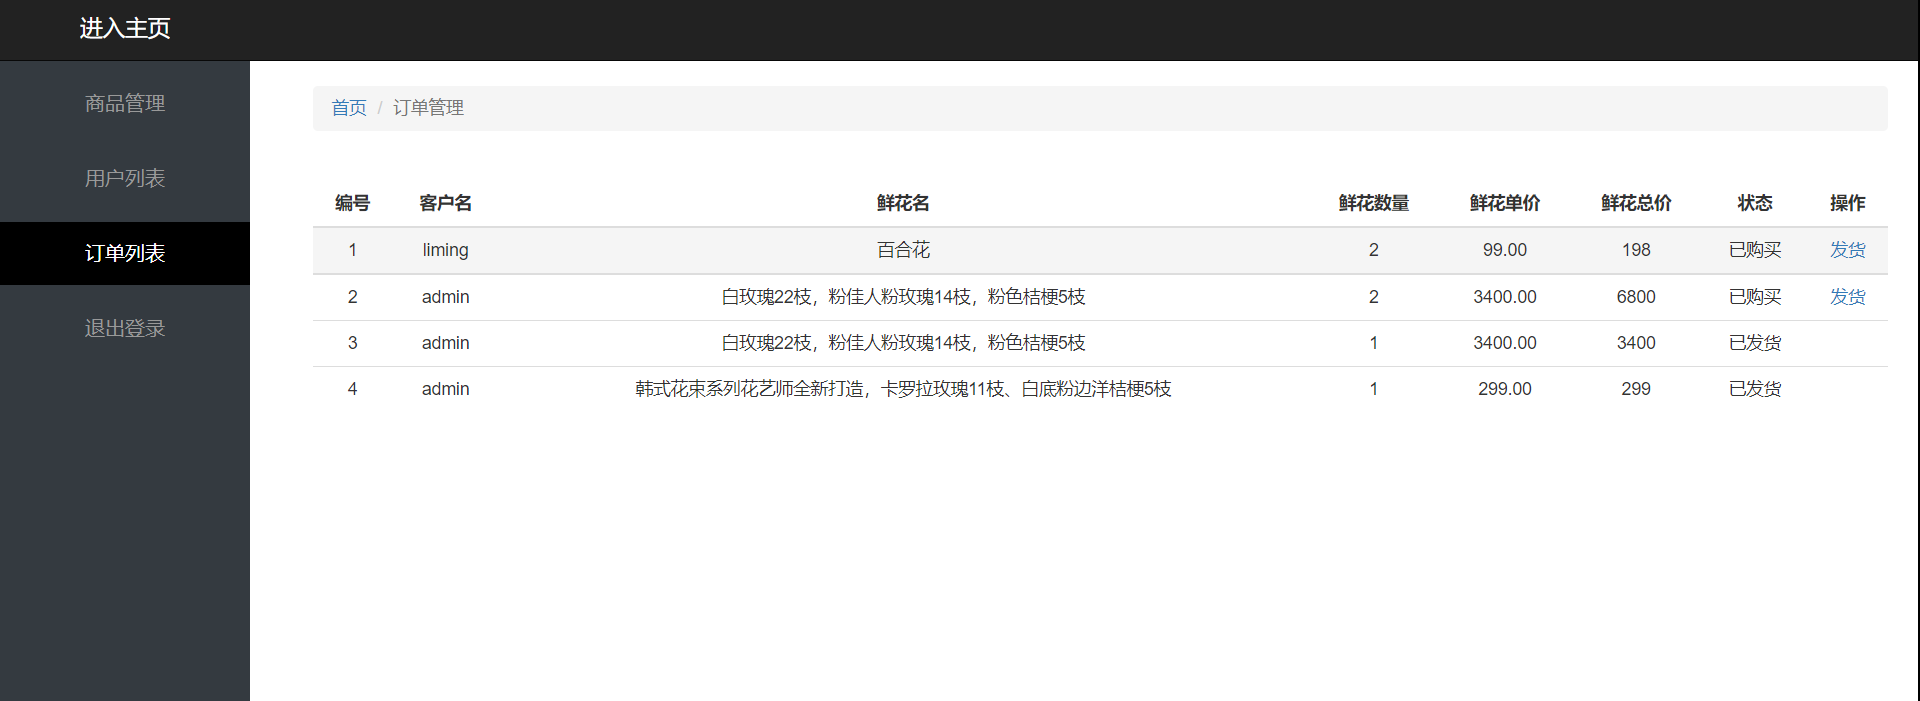 进入主页
商品管理
用户列表
订单列表
退出登录
首页 / 订单管理
编号 客户名 鲜花名 鲜花数量 鲜花单价 鲜花总价 状态 操作
1 liming 百合花 2 99.00 198 已购买 发货
2 admin 白玫瑰22枝，粉佳人粉玫瑰14枝，粉色桔梗5枝 2 3400.00 6800 已购买 发货
3 admin 白玫瑰22枝，粉佳人粉玫瑰14枝，粉色桔梗5枝 1 3400.00 3400 已发货
4 admin 韩式花束系列花艺师全新打造，卡罗拉玫瑰11枝、白底粉边洋桔梗5枝 1 299.00 299 已发货